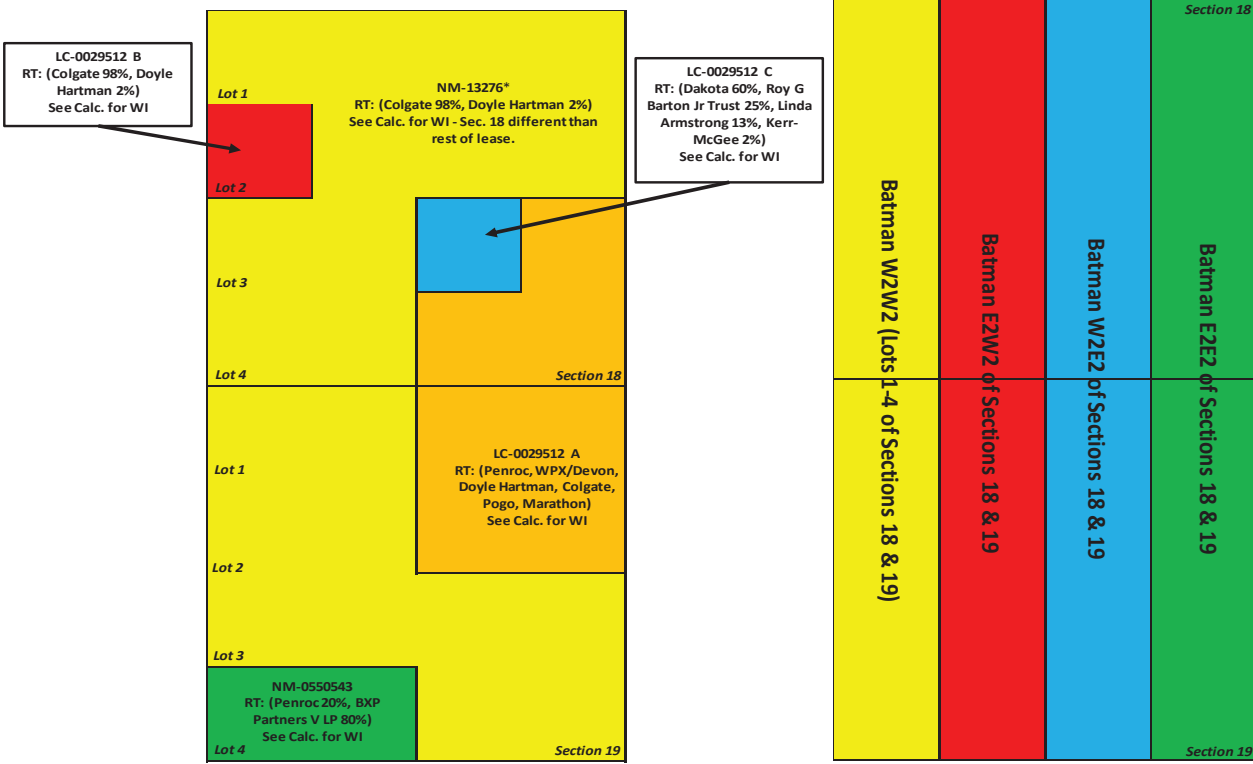 LC-0029512 B
RT: (Colgate 98%, Doyle
Hartman 2%)
See Calc. for WI
Lot 1
NM-13276*
RT: (Colgate 98%, Doyle Hartman 2%)
See Calc. for WI - Sec. 18 different than
rest of lease.
LC-0029512 C
RT: (Dakota 60%, Roy G
Barton Jr Trust 25%, Linda
Armstrong 13%, Kerr-
McGee 2%)
See Calc. for WI
Lot 2
Lot 3
Lot 4
Section 18
Lot 1
LC-0029512 A
RT: (Penroc, WPX/Devon,
Doyle Hartman, Colgate,
Pogo, Marathon)
See Calc. for WI
Lot 2
Lot 3
NM-0550543
RT: (Penroc 20%, BXP
Partners V LP 80%)
See Calc. for WI
Lot 4
Section 19
Section 18
Batman W2W2 (Lots 1-4 of Sections 18 & 19)
Batman E2W2 of Sections 18 & 19
Batman W2E2 of Sections 18 & 19
Batman E2E2 of Sections 18 & 19
Section 19